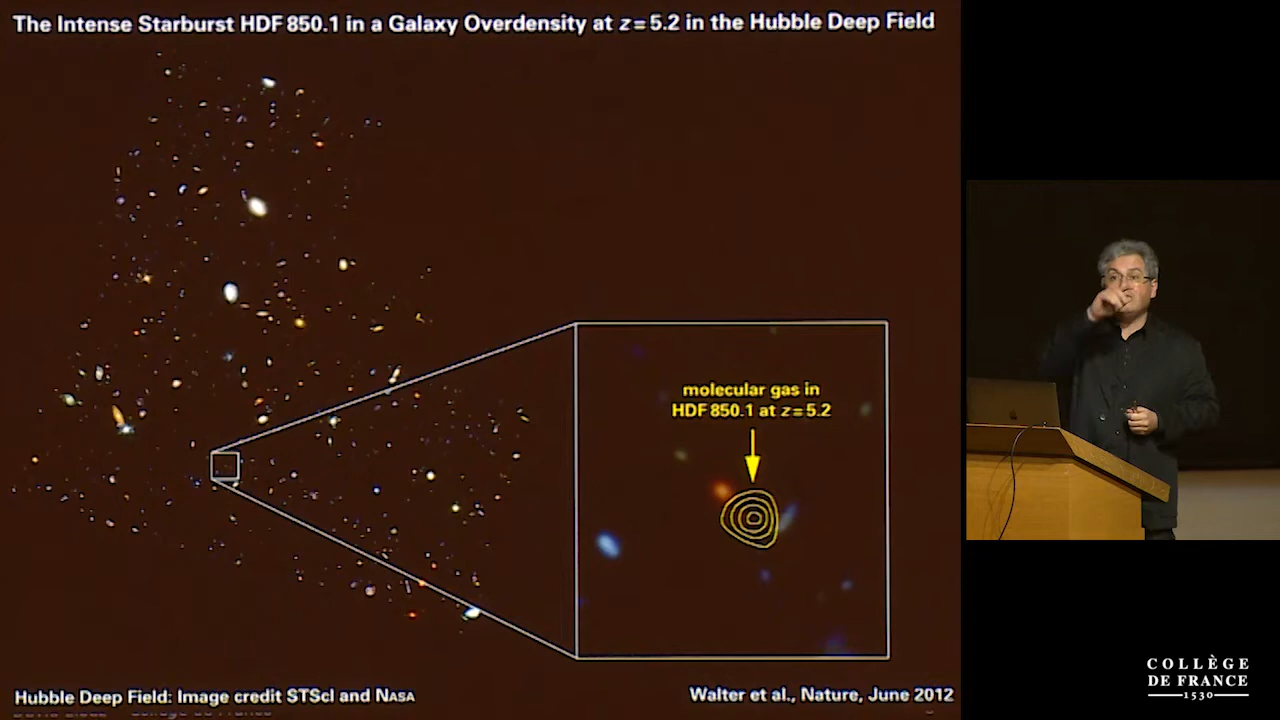 The Intense Starburst HDF 850.1 in a Galaxy Overdensity at z=5.2 in the Hubble Deep Field
molecular gas in
HDF 850.1 at z=5.2
Hubble Deep Field: Image credit STScI and NASA
Walter et al., Nature, June 2012
COLLÈGE
DE FRANCE
1530